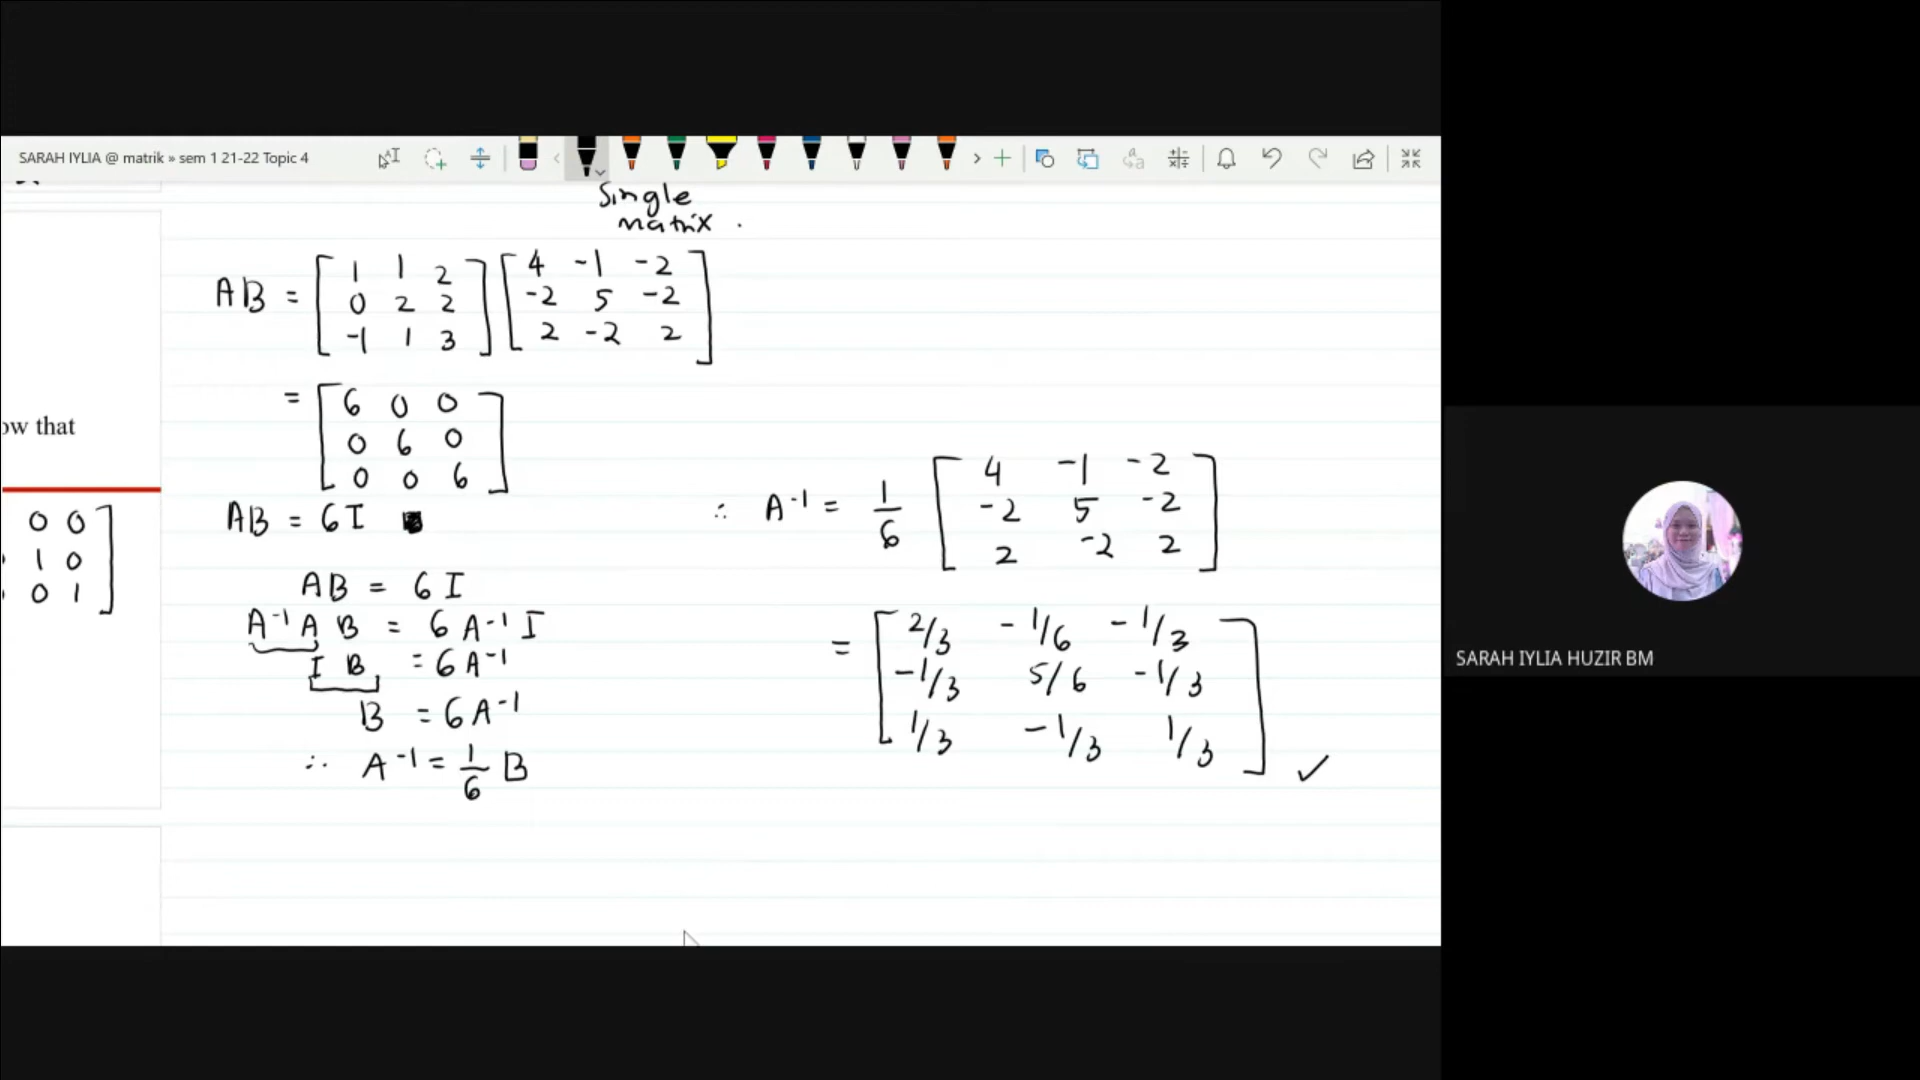 SARAH IYLIA @ matrik » sem 1 21-22 Topic 4
Single
matrix .
AB = [ 1 1 2 ] [ 4 -1 -2 ]
0 2 2 -2 5 -2
-1 1 3 2 -2 2
= [ 6 0 0 ]
0 6 0
0 0 6
AB = 6I
AB = 6I
A⁻¹A B = 6A⁻¹ I
I B = 6A⁻¹
B = 6A⁻¹
∴ A⁻¹ = 1/6 B
∴ A⁻¹ = 1/6 [ 4 -1 -2 ]
-2 5 -2
2 -2 2
= [ 2/3 -1/6 -1/3 ]
-1/3 5/6 -1/3
1/3 -1/3 1/3 ✓
ow that
0 0
1 0
0 1
SARAH IYLIA HUZIR BM